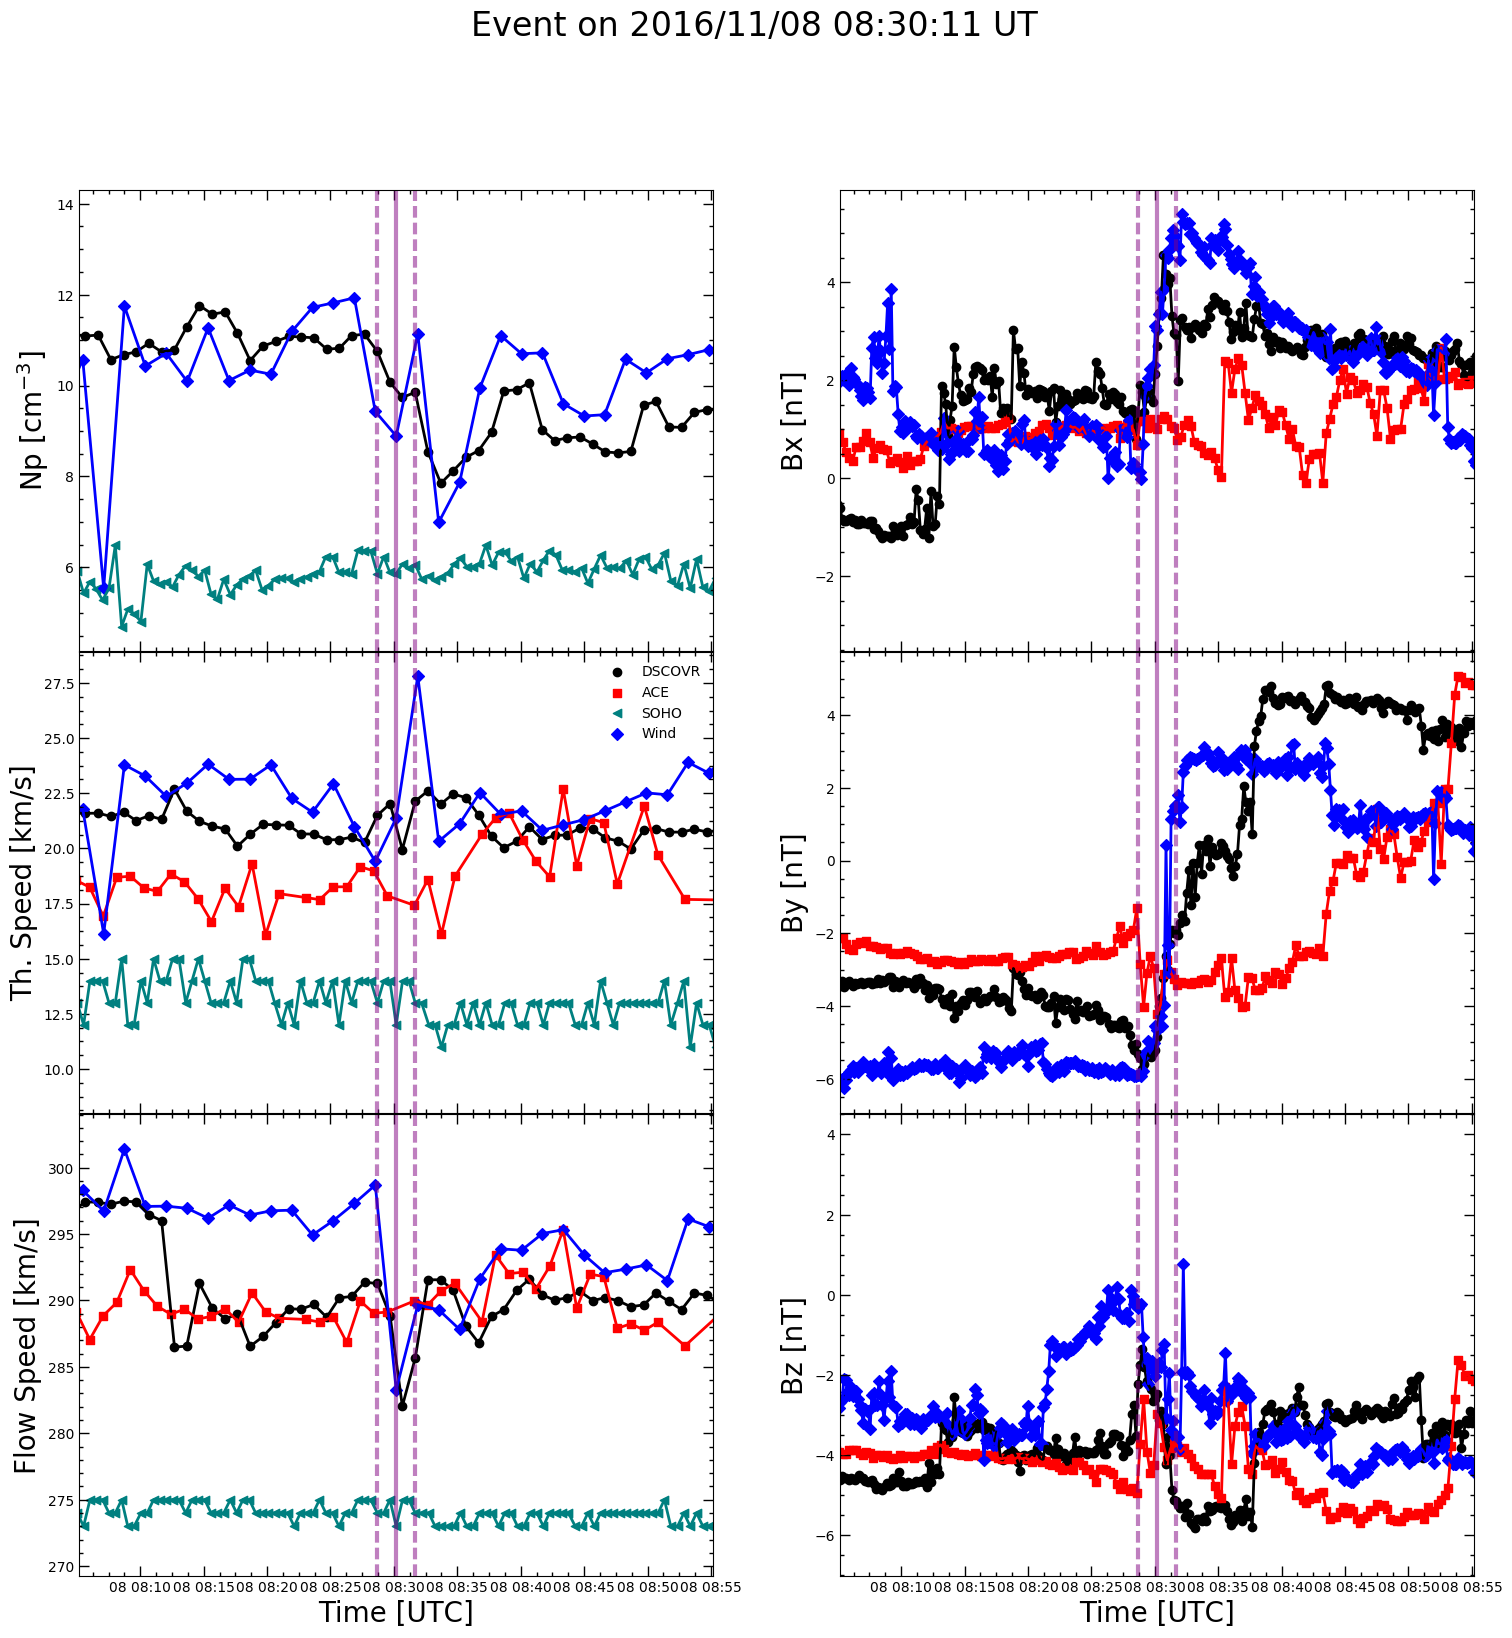 Event on 2016/11/08 08:30:11 UT
14
12
10
8
6
Np [cm⁻³]
27.5
25.0
22.5
20.0
17.5
15.0
12.5
10.0
Th. Speed [km/s]
DSCOVR
ACE
SOHO
Wind
300
295
290
285
280
275
270
Flow Speed [km/s]
08 08:10 08 08:15 08 08:20 08 08:25 08 08:30 08 08:35 08 08:40 08 08:45 08 08:50 08 08:55
Time [UTC]
4
2
0
−2
Bx [nT]
4
2
0
−2
−4
−6
By [nT]
4
2
0
−2
−4
−6
Bz [nT]
08 08:10 08 08:15 08 08:20 08 08:25 08 08:30 08 08:35 08 08:40 08 08:45 08 08:50 08 08:55
Time [UTC]